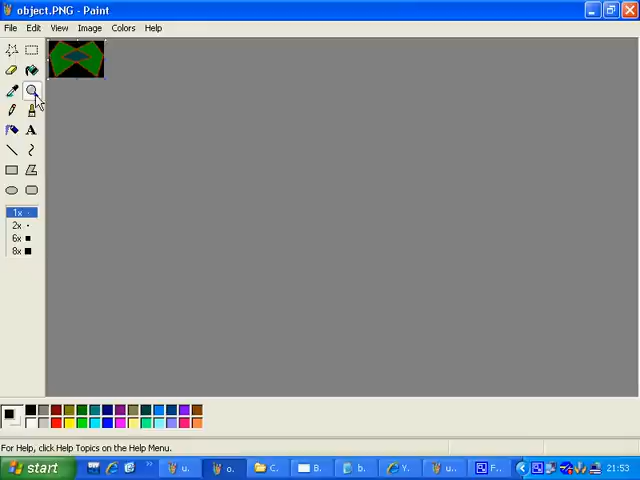 object.PNG - Paint
File Edit View Image Colors Help
A
1x
2x
6x
8x
For Help, click Help Topics on the Help Menu.
start u. o. C... B. b. Y. u.. F... 21:53